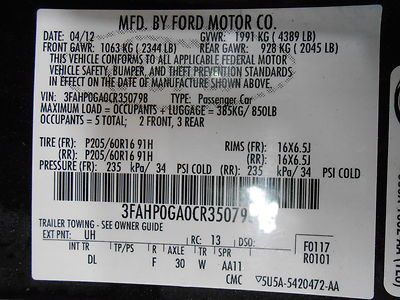 MFD. BY FORD MOTOR CO.
DATE: 04/12 GVWR: 1991 KG ( 4389 LB)
FRONT GAWR: 1063 KG ( 2344 LB) REAR GAWR: 928 KG ( 2045 LB)
THIS VEHICLE CONFORMS TO ALL APPLICABLE FEDERAL MOTOR
VEHICLE SAFETY, BUMPER, AND THEFT PREVENTION STANDARDS
IN EFFECT ON THE DATE OF MANUFACTURE SHOWN ABOVE.
VIN: 3FAHP0GA0CR350798 TYPE: Passenger Car
MAXIMUM LOAD = OCCUPANTS + LUGGAGE = 385KG/ 850LB
OCCUPANTS = 5 TOTAL; 2 FRONT, 3 REAR
TIRE (FR): P205/60R16 91H RIMS (FR): 16X6.5J
(RR): P205/60R16 91H (RR): 16X6.5J
PRESSURE (FR): 235 kPa/ 34 PSI COLD (RR): 235 kPa/ 34 PSI COLD
3FAHP0GA0CR350798
TRAILER TOWING - SEE OWNER GUIDE
EXT PNT: UH RC: 13 DSO: F0117
R0101
INT TR TP/PS R AXLE TR SPR
DL F 30 W AA11
CMC 5U5A-5420472-AA